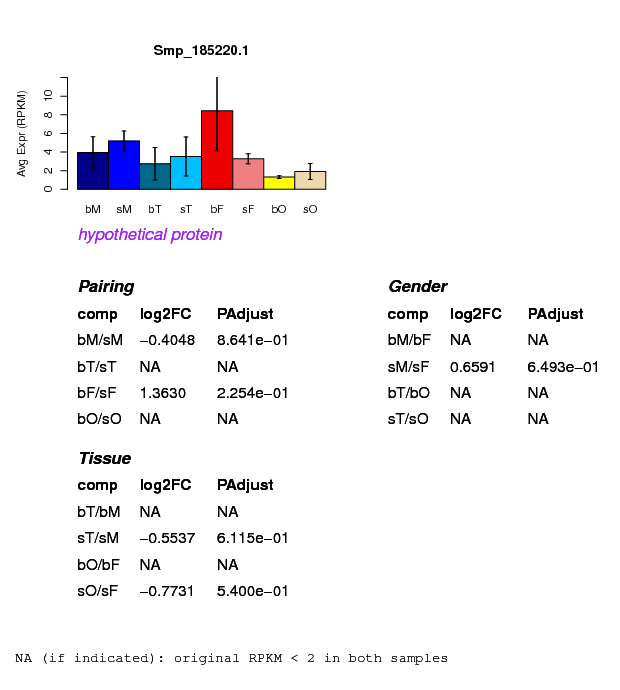 Smp_185220.1
Avg Expr (RPKM)
0 2 4 6 8 10
bM sM bT sT bF sF bO sO
hypothetical protein
Pairing
comp log2FC PAdjust
bM/sM −0.4048 8.641e−01
bT/sT NA NA
bF/sF 1.3630 2.254e−01
bO/sO NA NA
Gender
comp log2FC PAdjust
bM/bF NA NA
sM/sF 0.6591 6.493e−01
bT/bO NA NA
sT/sO NA NA
Tissue
comp log2FC PAdjust
bT/bM NA NA
sT/sM −0.5537 6.115e−01
bO/bF NA NA
sO/sF −0.7731 5.400e−01
NA (if indicated): original RPKM < 2 in both samples